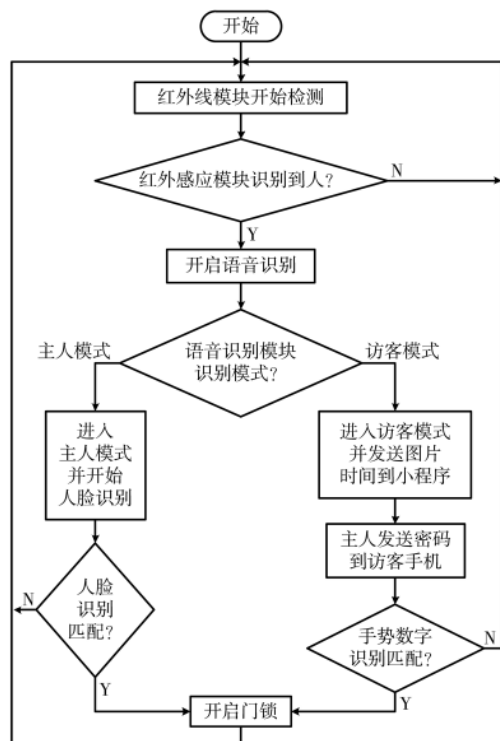 开始
红外线模块开始检测
红外感应模块识别到人?
N
Y
开启语音识别
主人模式
语音识别模块
识别模式?
访客模式
进入
主人模式
并开始
人脸识别
进入访客模式
并发送图片
时间到小程序
主人发送密码
到访客手机
人脸
识别
匹配?
N
Y
手势数字
识别匹配?
N
Y
开启门锁